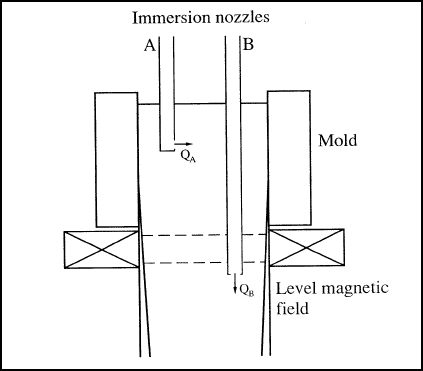 Immersion nozzles
A B
Mold
QA
Level magnetic
QB
field